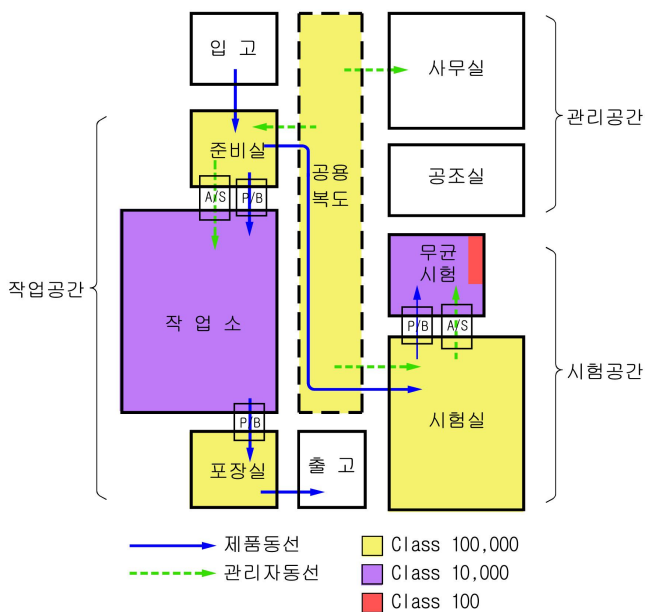 입 고
사무실
관리공간
준비실
공용
복도
공조실
A/S
P/B
무균
시험
작업공간
작 업 소
P/B
A/S
시험공간
P/B
시험실
포장실
출 고
제품동선
Class 100,000
관리자동선
Class 10,000
Class 100